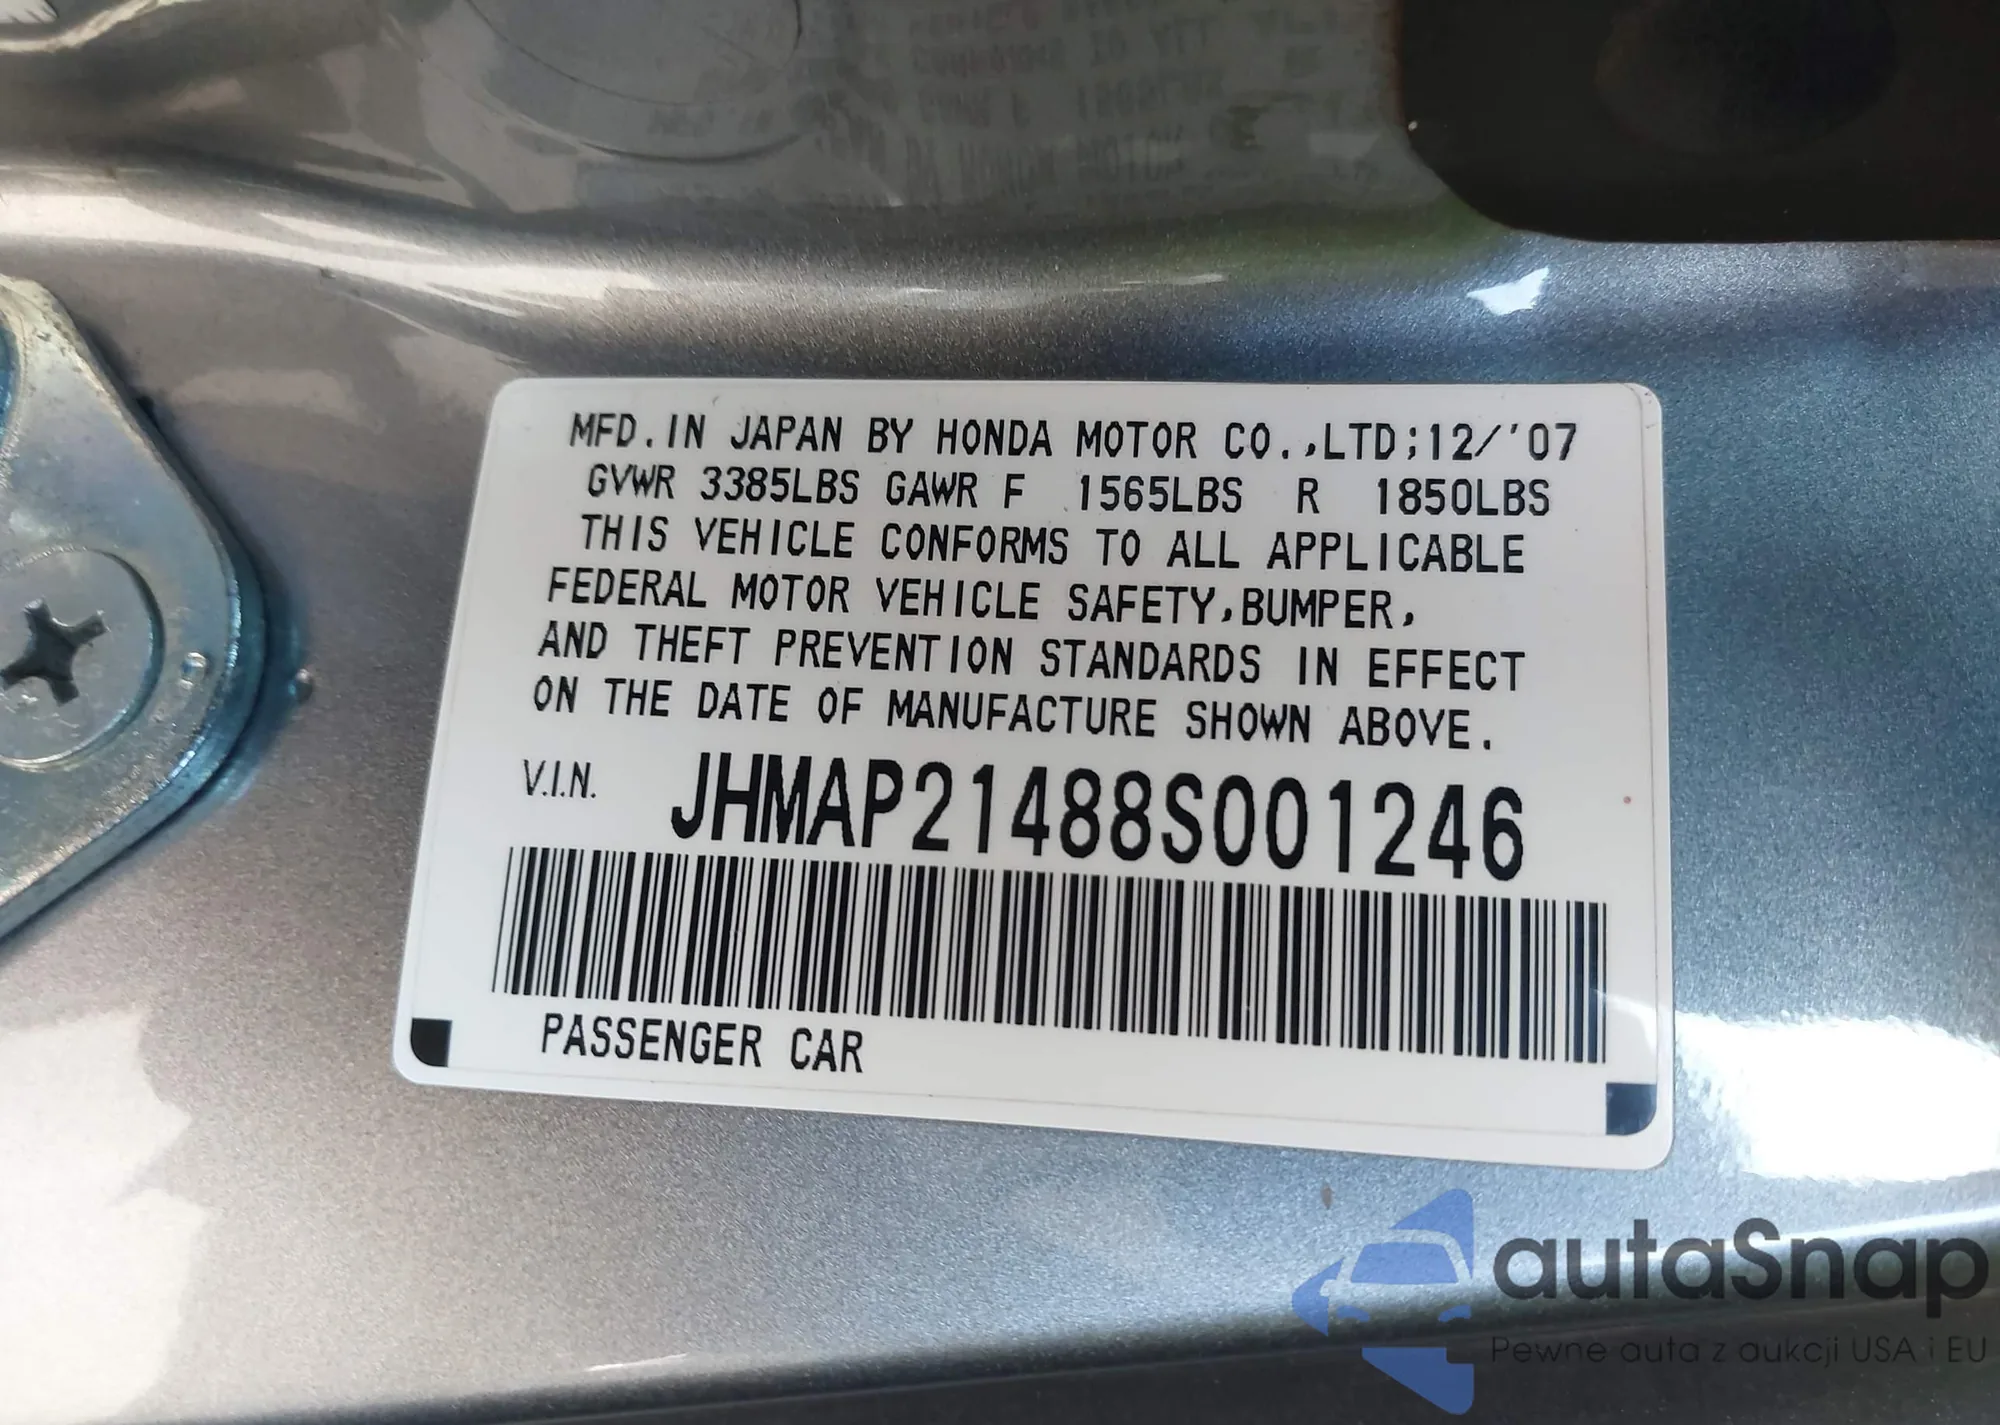 MFD. IN JAPAN BY HONDA MOTOR CO.,LTD;12/'07
GVWR 3385LBS GAWR F 1565LBS R 1850LBS
THIS VEHICLE CONFORMS TO ALL APPLICABLE
FEDERAL MOTOR VEHICLE SAFETY,BUMPER,
AND THEFT PREVENTION STANDARDS IN EFFECT
ON THE DATE OF MANUFACTURE SHOWN ABOVE.
V.I.N. JHMAP21488S001246
PASSENGER CAR
autaSnap
Pewne auta z aukcji USA i EU